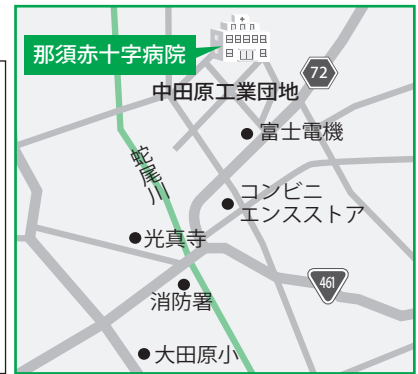 那須赤十字病院
72
中田原工業団地
富士電機
蛇尾川
コンビニ
エンスストア
光真寺
461
消防署
大田原小